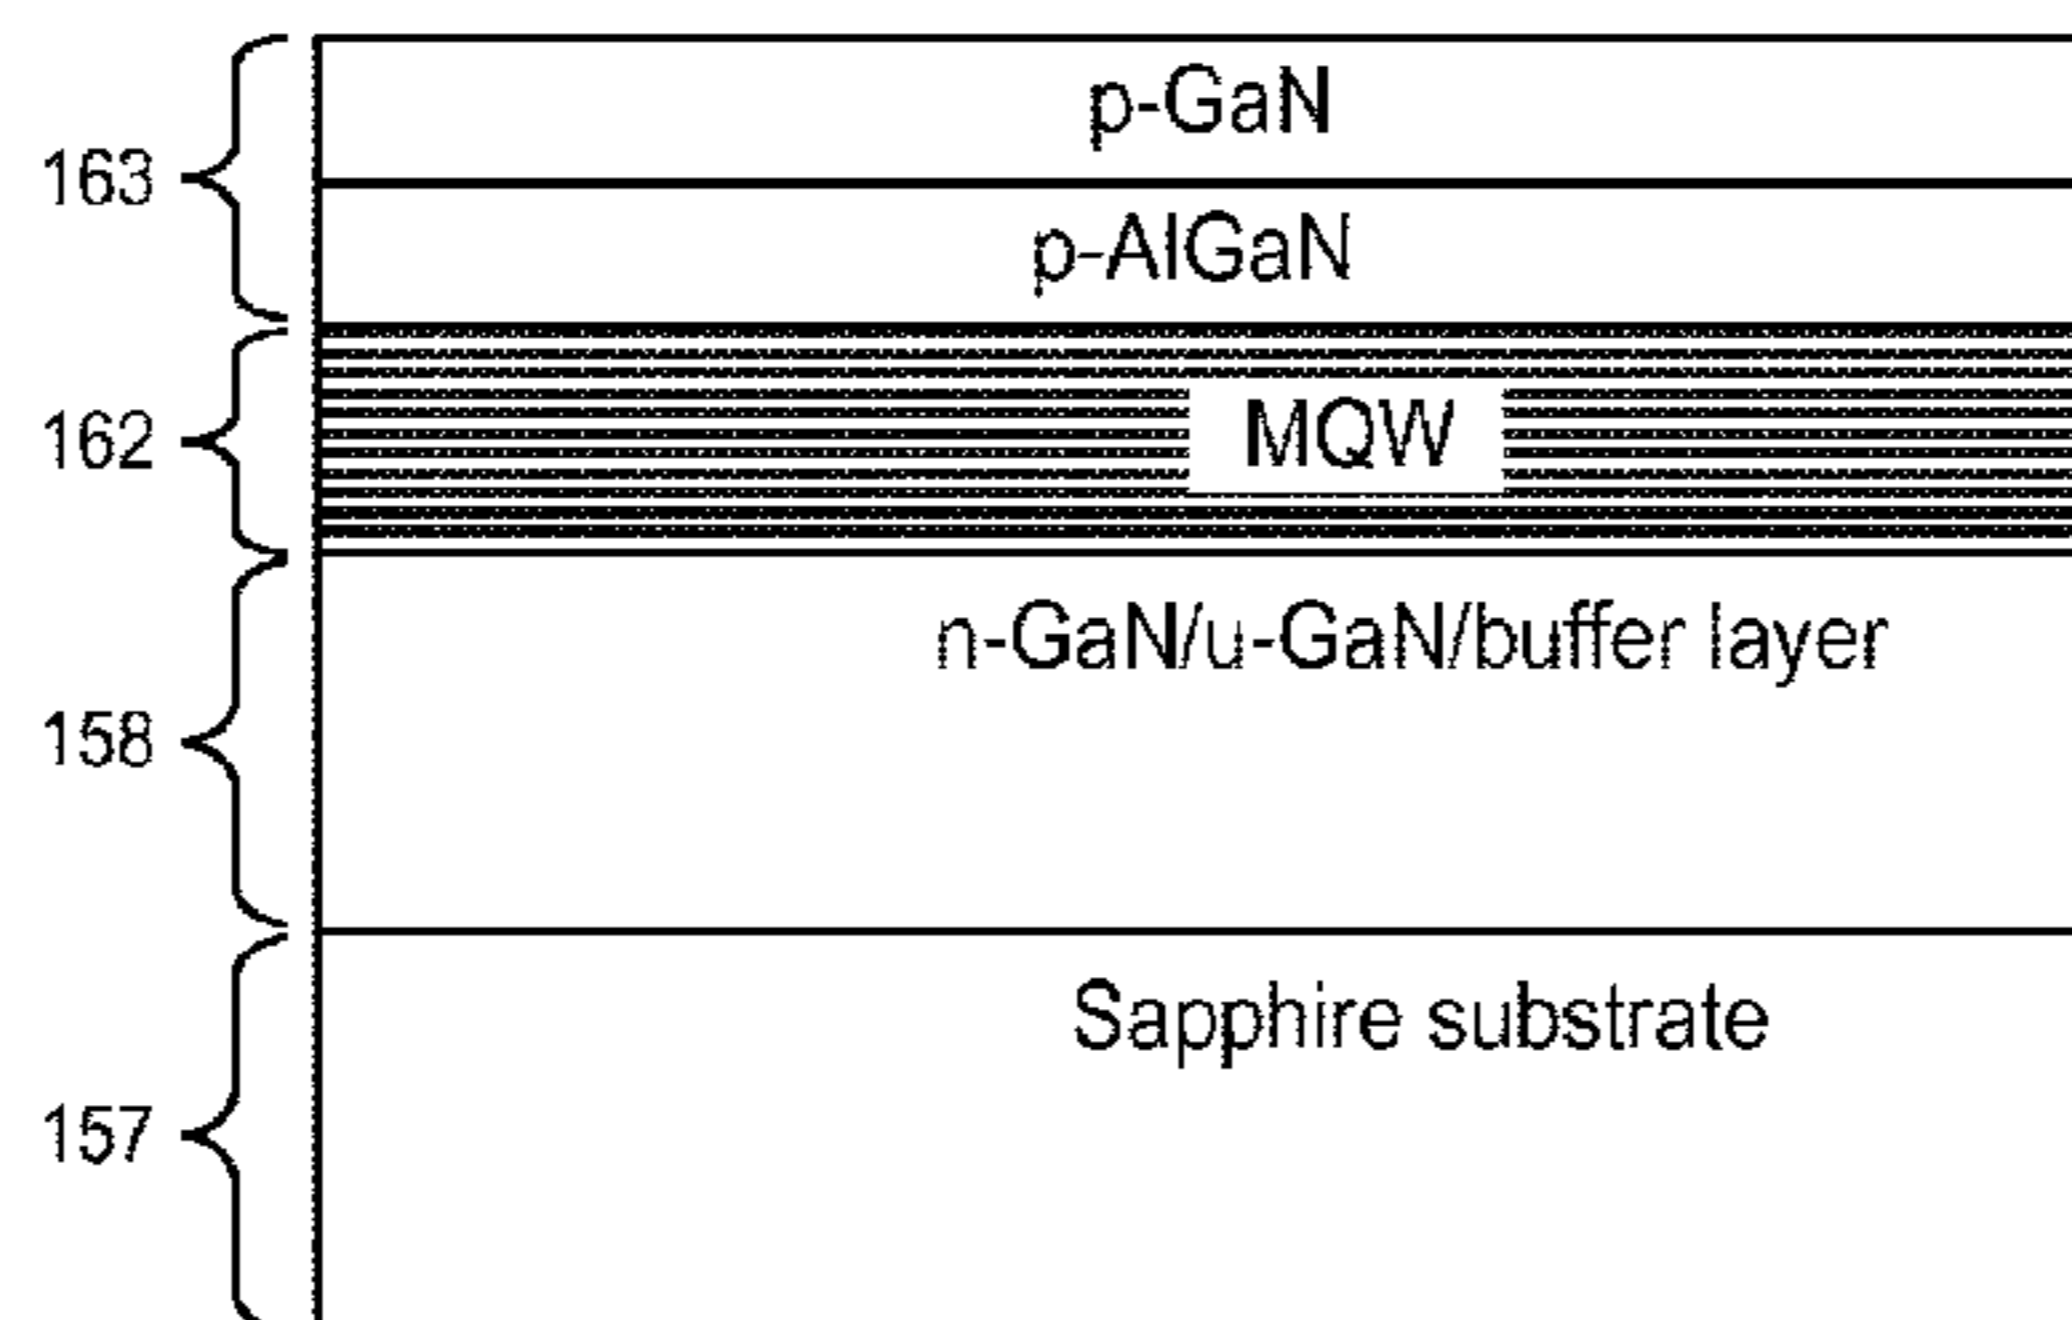 p-GaN
163
p-AlGaN
162
MQW
n-GaN/u-GaN/buffer layer
158
Sapphire substrate
157